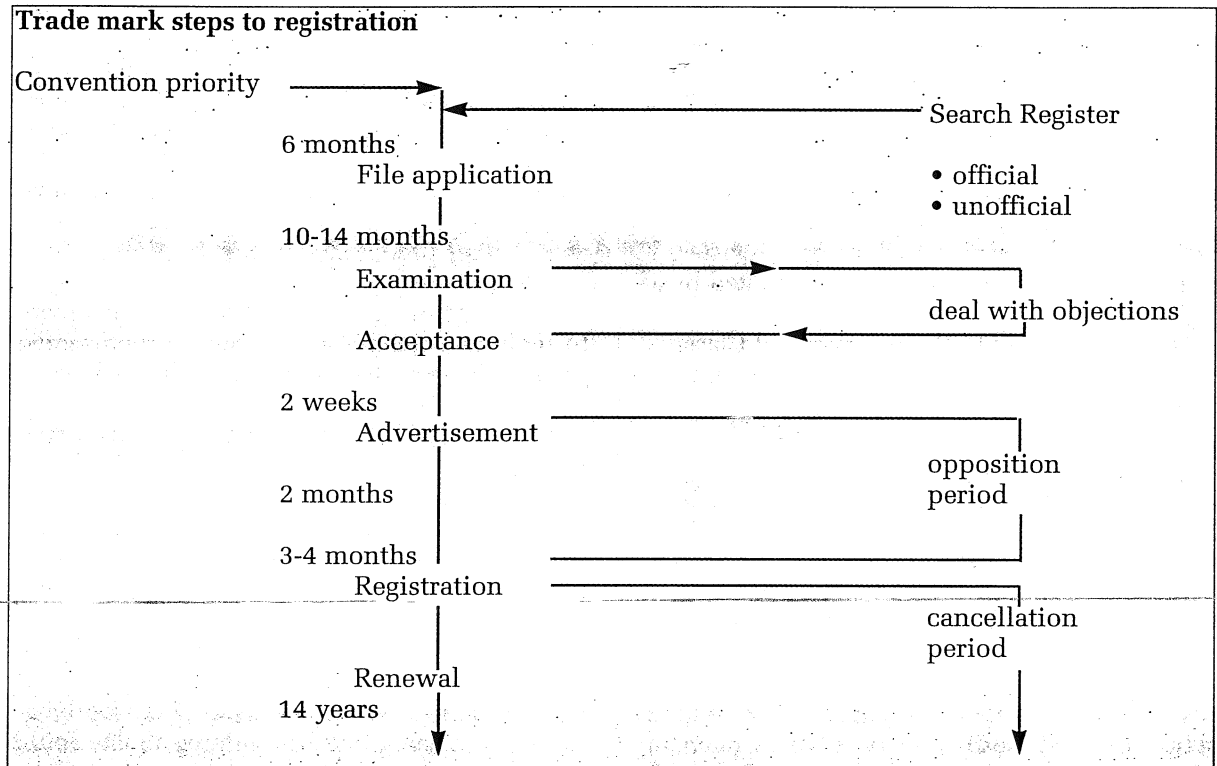 Trade mark steps to registration
Convention priority
Search Register
6 months
File application
• official
• unofficial
10-14 months
Examination
deal with objections
Acceptance
2 weeks
Advertisement
opposition
period
2 months
3-4 months
Registration
cancellation
period
Renewal
14 years